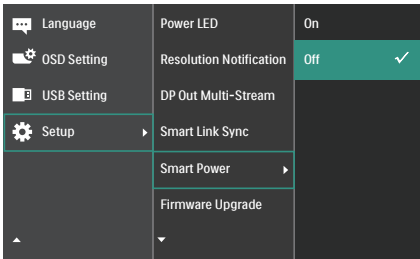 Language
OSD Setting
USB Setting
Setup
Power LED
Resolution Notification
DP Out Multi-Stream
Smart Link Sync
Smart Power
Firmware Upgrade
On
Off